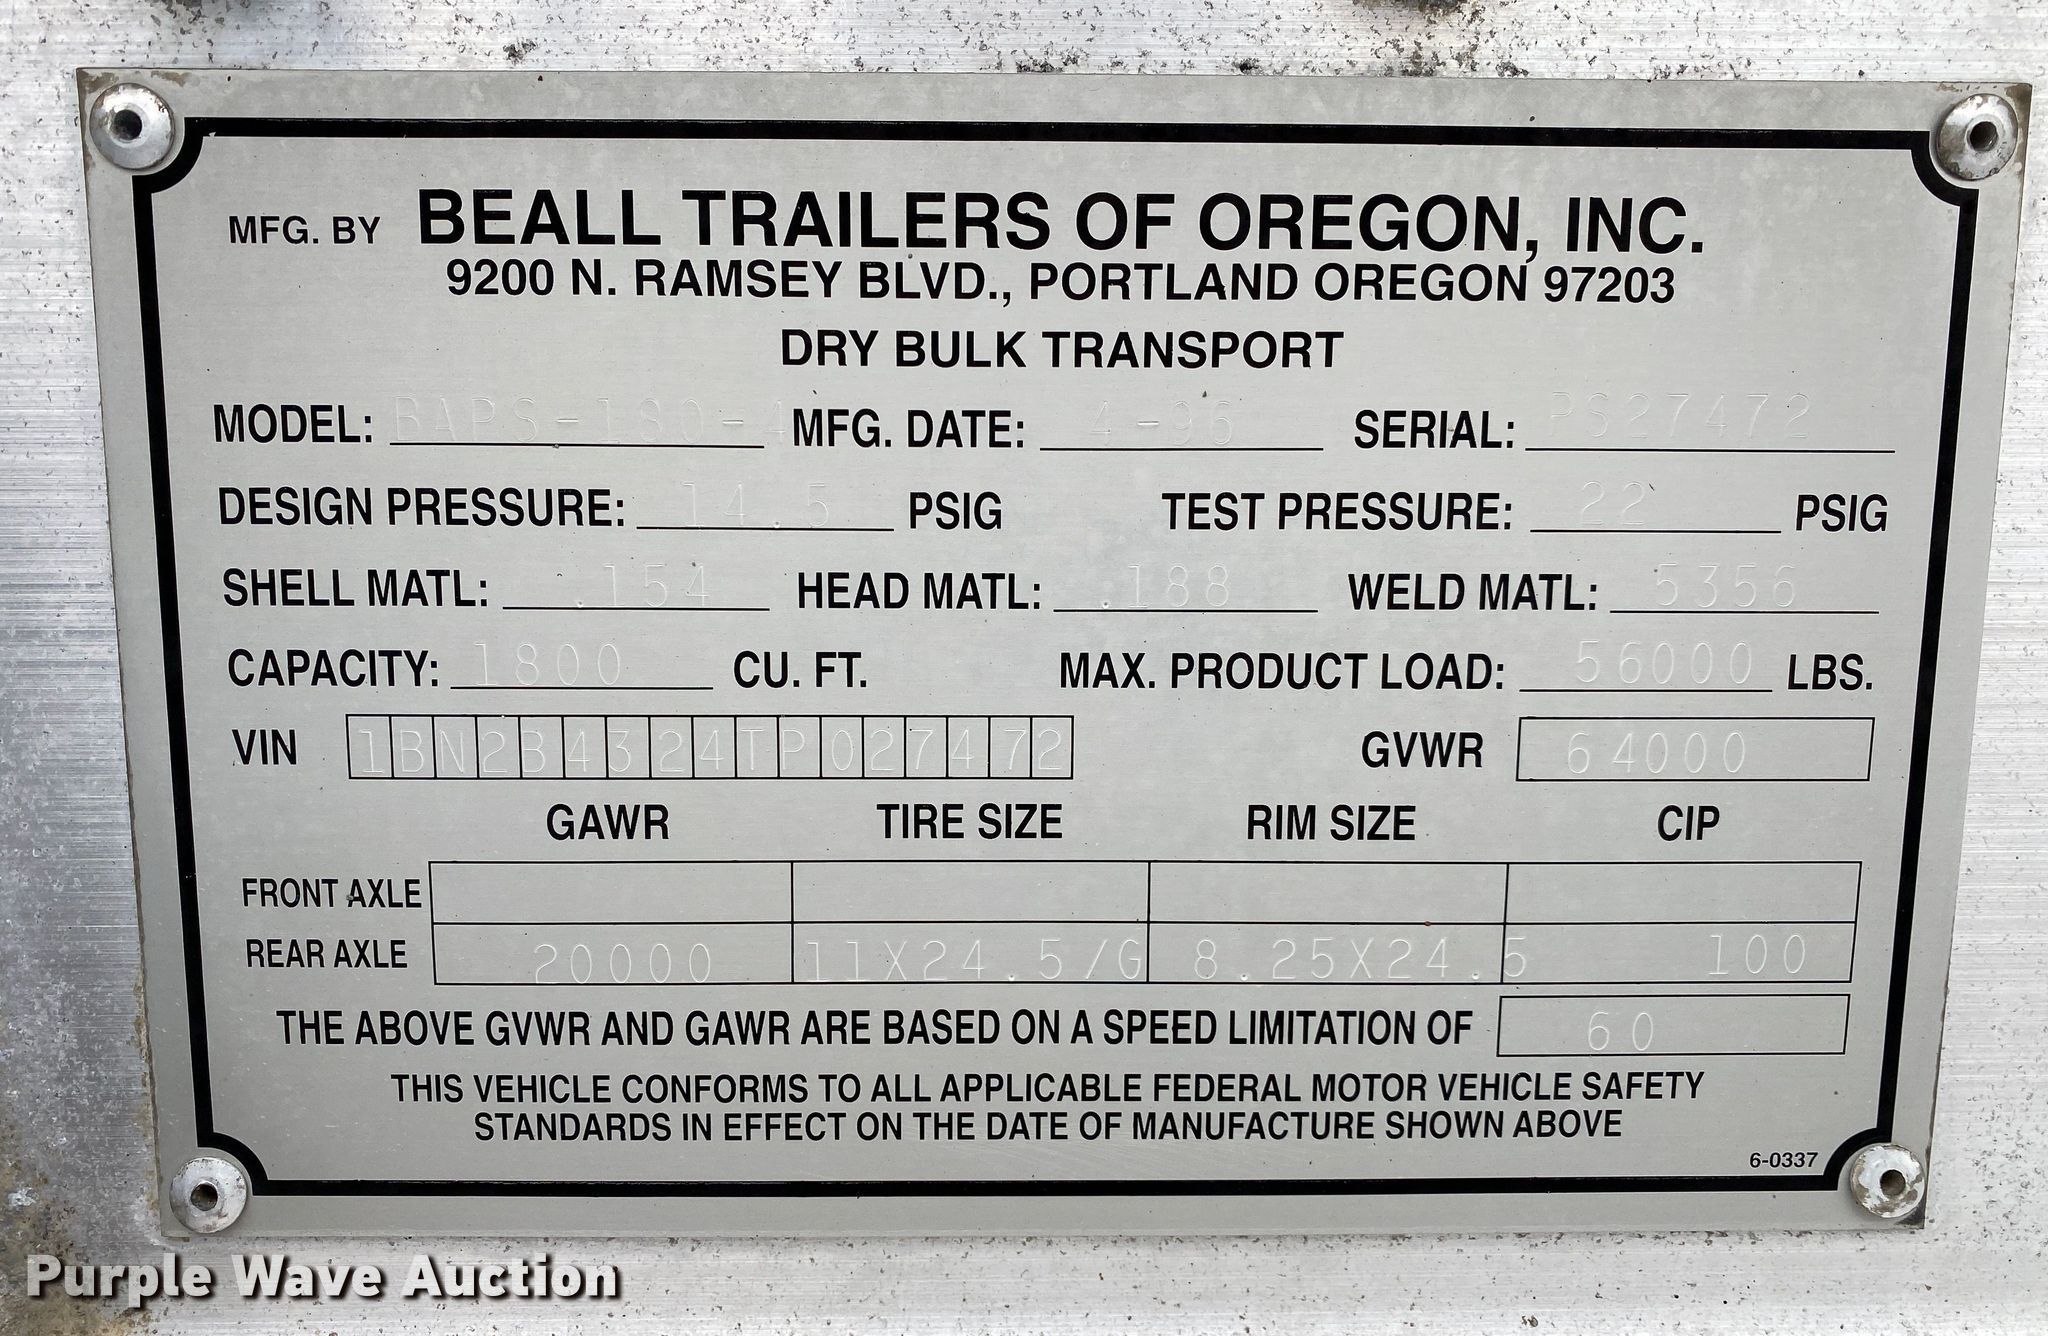 MFG. BY BEALL TRAILERS OF OREGON, INC.
9200 N. RAMSEY BLVD., PORTLAND OREGON 97203
DRY BULK TRANSPORT
MODEL: BAPS-180-4 MFG. DATE: 4-96 SERIAL: PS27472
DESIGN PRESSURE: 14.5 PSIG TEST PRESSURE: 22 PSIG
SHELL MATL: .154 HEAD MATL: .188 WELD MATL: 5356
CAPACITY: 1800 CU. FT. MAX. PRODUCT LOAD: 56000 LBS.
VIN 1BN2B4324TP027472 GVWR 64000
GAWR TIRE SIZE RIM SIZE CIP
FRONT AXLE
REAR AXLE 20000 11X24.5/G 8.25X24.5 100
THE ABOVE GVWR AND GAWR ARE BASED ON A SPEED LIMITATION OF 60
THIS VEHICLE CONFORMS TO ALL APPLICABLE FEDERAL MOTOR VEHICLE SAFETY
STANDARDS IN EFFECT ON THE DATE OF MANUFACTURE SHOWN ABOVE
6-0337
Purple Wave Auction